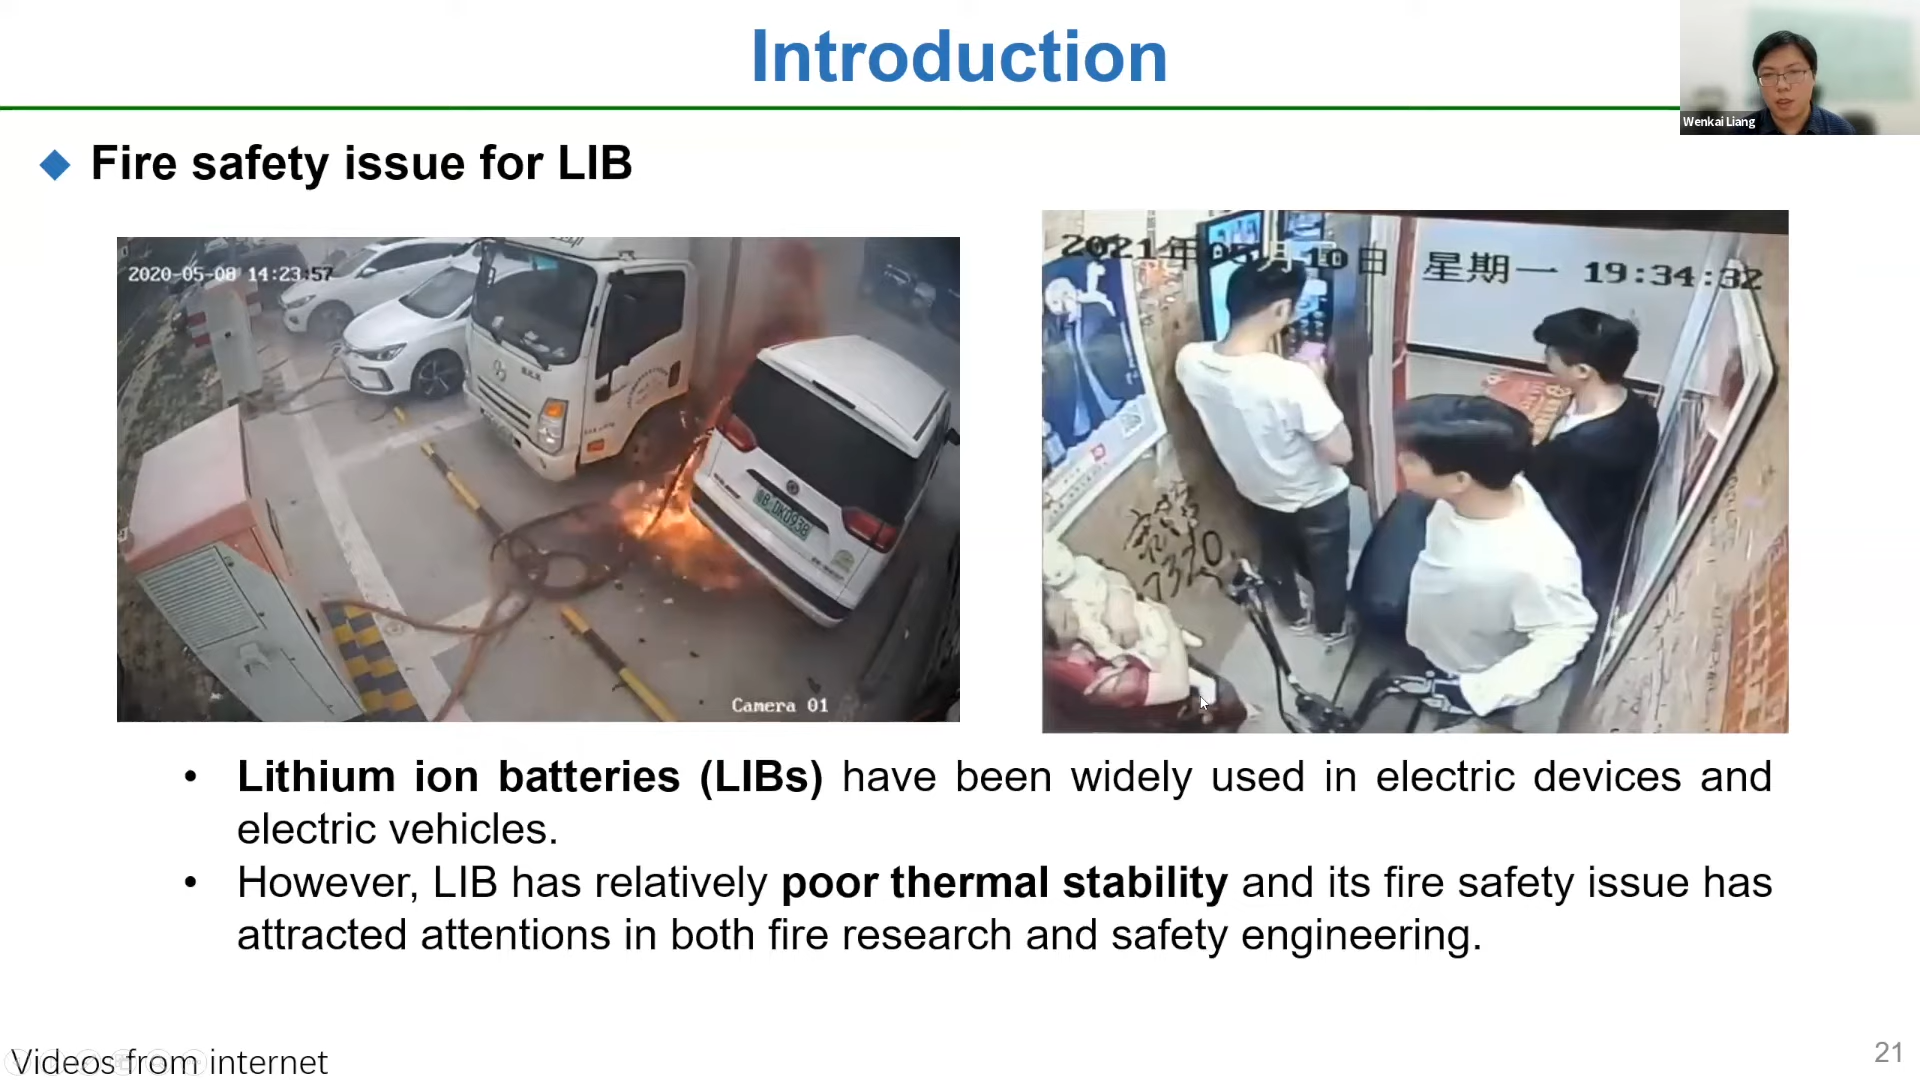 Introduction
Wenkai Liang
Fire safety issue for LIB
2020-05-08 14:23:57
2021年05月10日 星期一 19:34:32
7320
Camera 01
• Lithium ion batteries (LIBs) have been widely used in electric devices and
electric vehicles.
• However, LIB has relatively poor thermal stability and its fire safety issue has
attracted attentions in both fire research and safety engineering.
Videos from internet
21